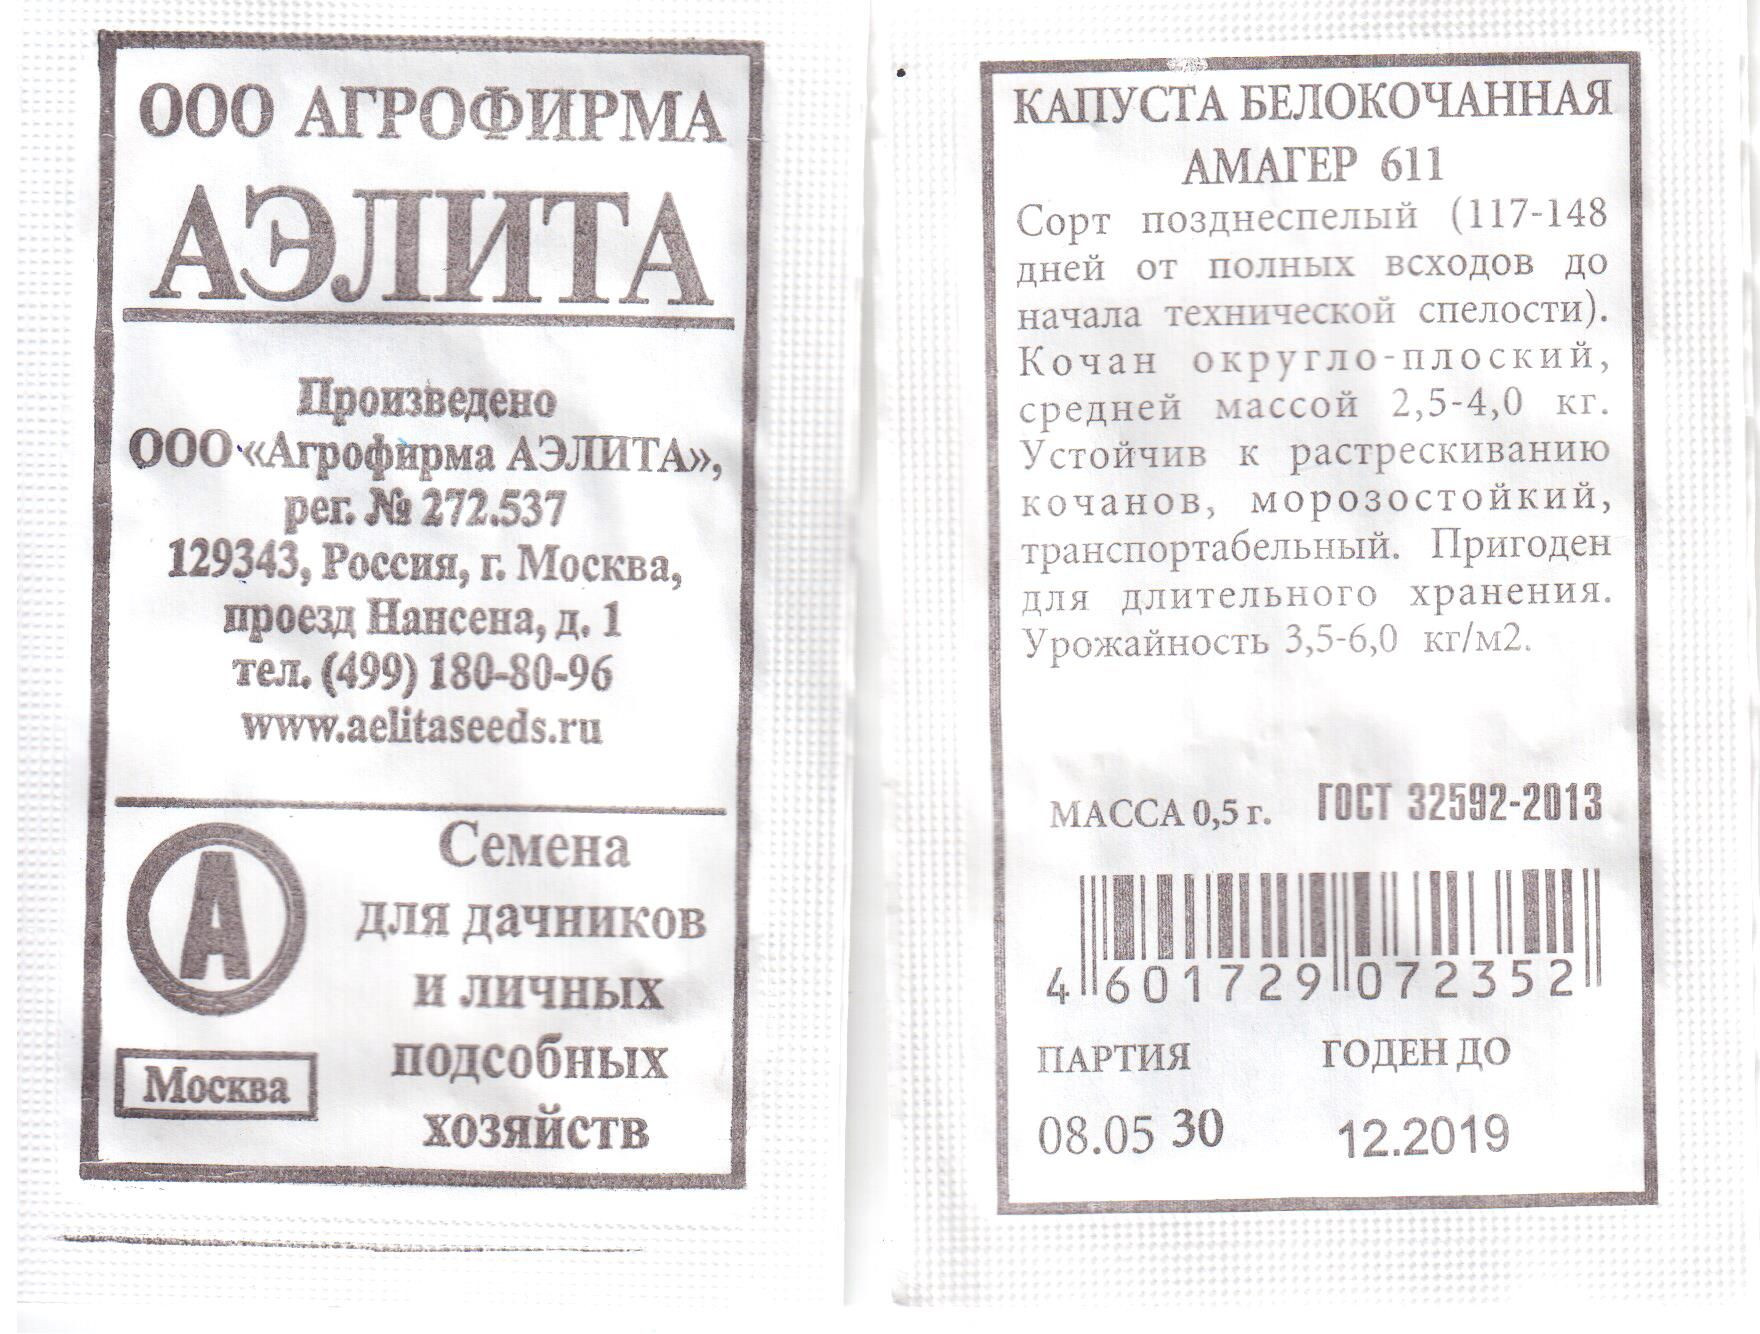 ООО АГРОФИРМА
АЭЛИТА
Произведено
ООО «Агрофирма АЭЛИТА»,
рег. № 272.537
129343, Россия, г. Москва,
проезд Нансена, д. 1
тел. (499) 180-80-96
www.aelitaseeds.ru
А
Москва
Семена
для дачников
и личных
подсобных
хозяйств
КАПУСТА БЕЛОКОЧАННАЯ
АМАГЕР 611
Сорт позднеспелый (117-148
дней от полных всходов до
начала технической спелости).
Кочан округло-плоский,
средней массой 2,5-4,0 кг.
Устойчив к растрескиванию
кочанов, морозостойкий,
транспортабельный. Пригоден
для длительного хранения.
Урожайность 3,5-6,0 кг/м2.
МАССА 0,5 г. ГОСТ 32592-2013
4 601729 072352
ПАРТИЯ ГОДЕН ДО
08.05 30 12.2019